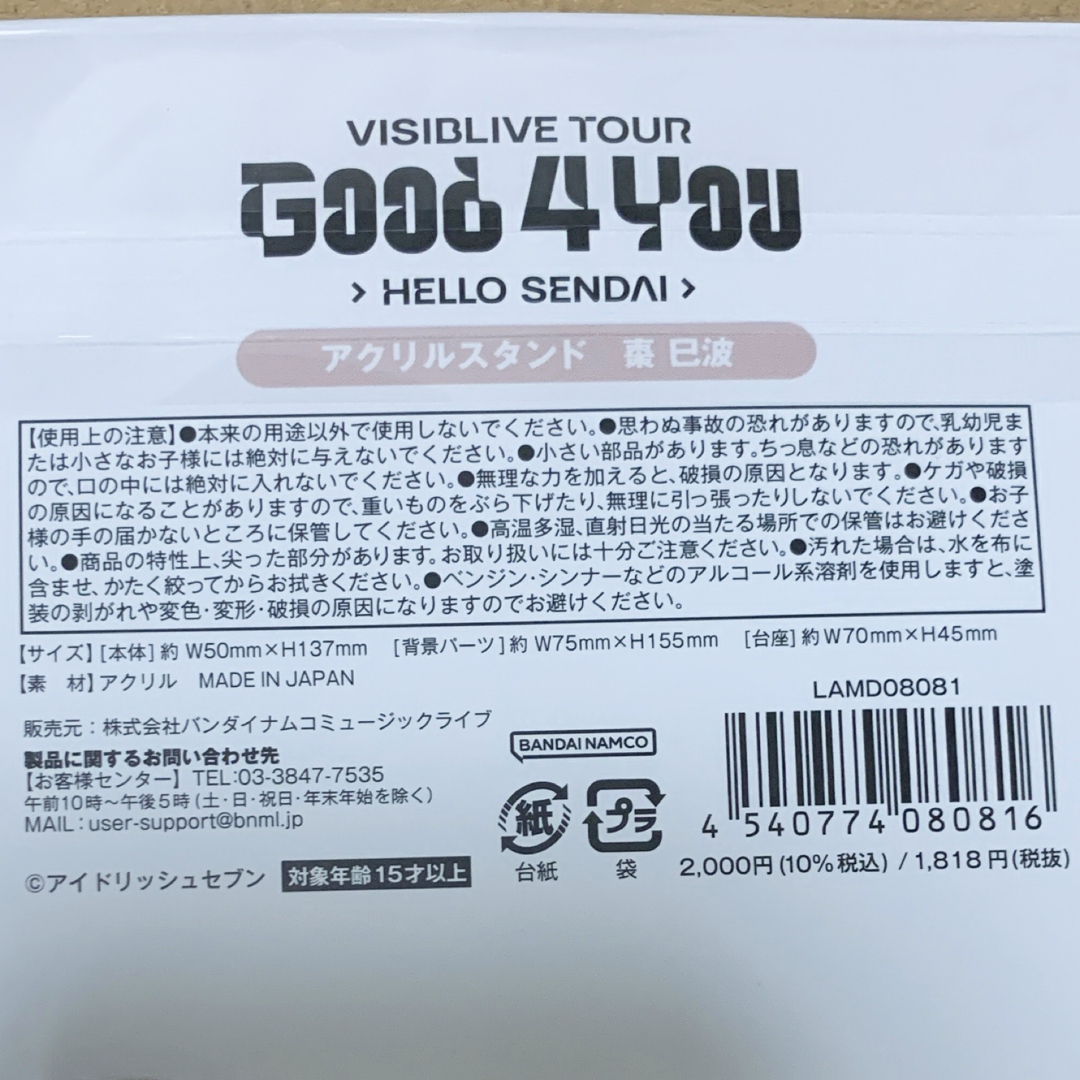 VISIBLIVE TOUR
Good 4 You
> HELLO SENDAI >
アクリルスタンド 棗 巳波
【使用上の注意】●本来の用途以外で使用しないでください。●思わぬ事故の恐れがありますので、乳幼児ま
たは小さなお子様には絶対に与えないでください。●小さい部品があります。ちっ息などの恐れがあります
ので、口の中には絶対に入れないでください。●無理な力を加えると、破損の原因となります。●ケガや破損
の原因になることがありますので、重いものをぶら下げたり、無理に引っ張ったりしないでください。●お子
様の手の届かないところに保管してください。●高温多湿、直射日光の当たる場所での保管はお避けくださ
い。●商品の特性上、尖った部分があります。お取り扱いには十分ご注意ください。●汚れた場合は、水を布に
含ませ、かたく絞ってからお拭きください。●ベンジン・シンナーなどのアルコール系溶剤を使用しますと、塗
装の剥がれや変色・変形・破損の原因になりますのでお避けください。
【サイズ】[本体]約 W50mm×H137mm [背景パーツ]約 W75mm×H155mm [台座]約 W70mm×H45mm
【素 材】アクリル MADE IN JAPAN
LAMD08081
販売元：株式会社バンダイナムコミュージックライブ
製品に関するお問い合わせ先
【お客様センター】 TEL:03-3847-7535
午前10時～午後5時(土・日・祝日・年末年始を除く)
MAIL：user-support@bnml.jp
BANDAI NAMCO
紙
台紙
プラ
袋
4 540774 080816
2,000円(10%税込) / 1,818円(税抜)
©アイドリッシュセブン 対象年齢15才以上